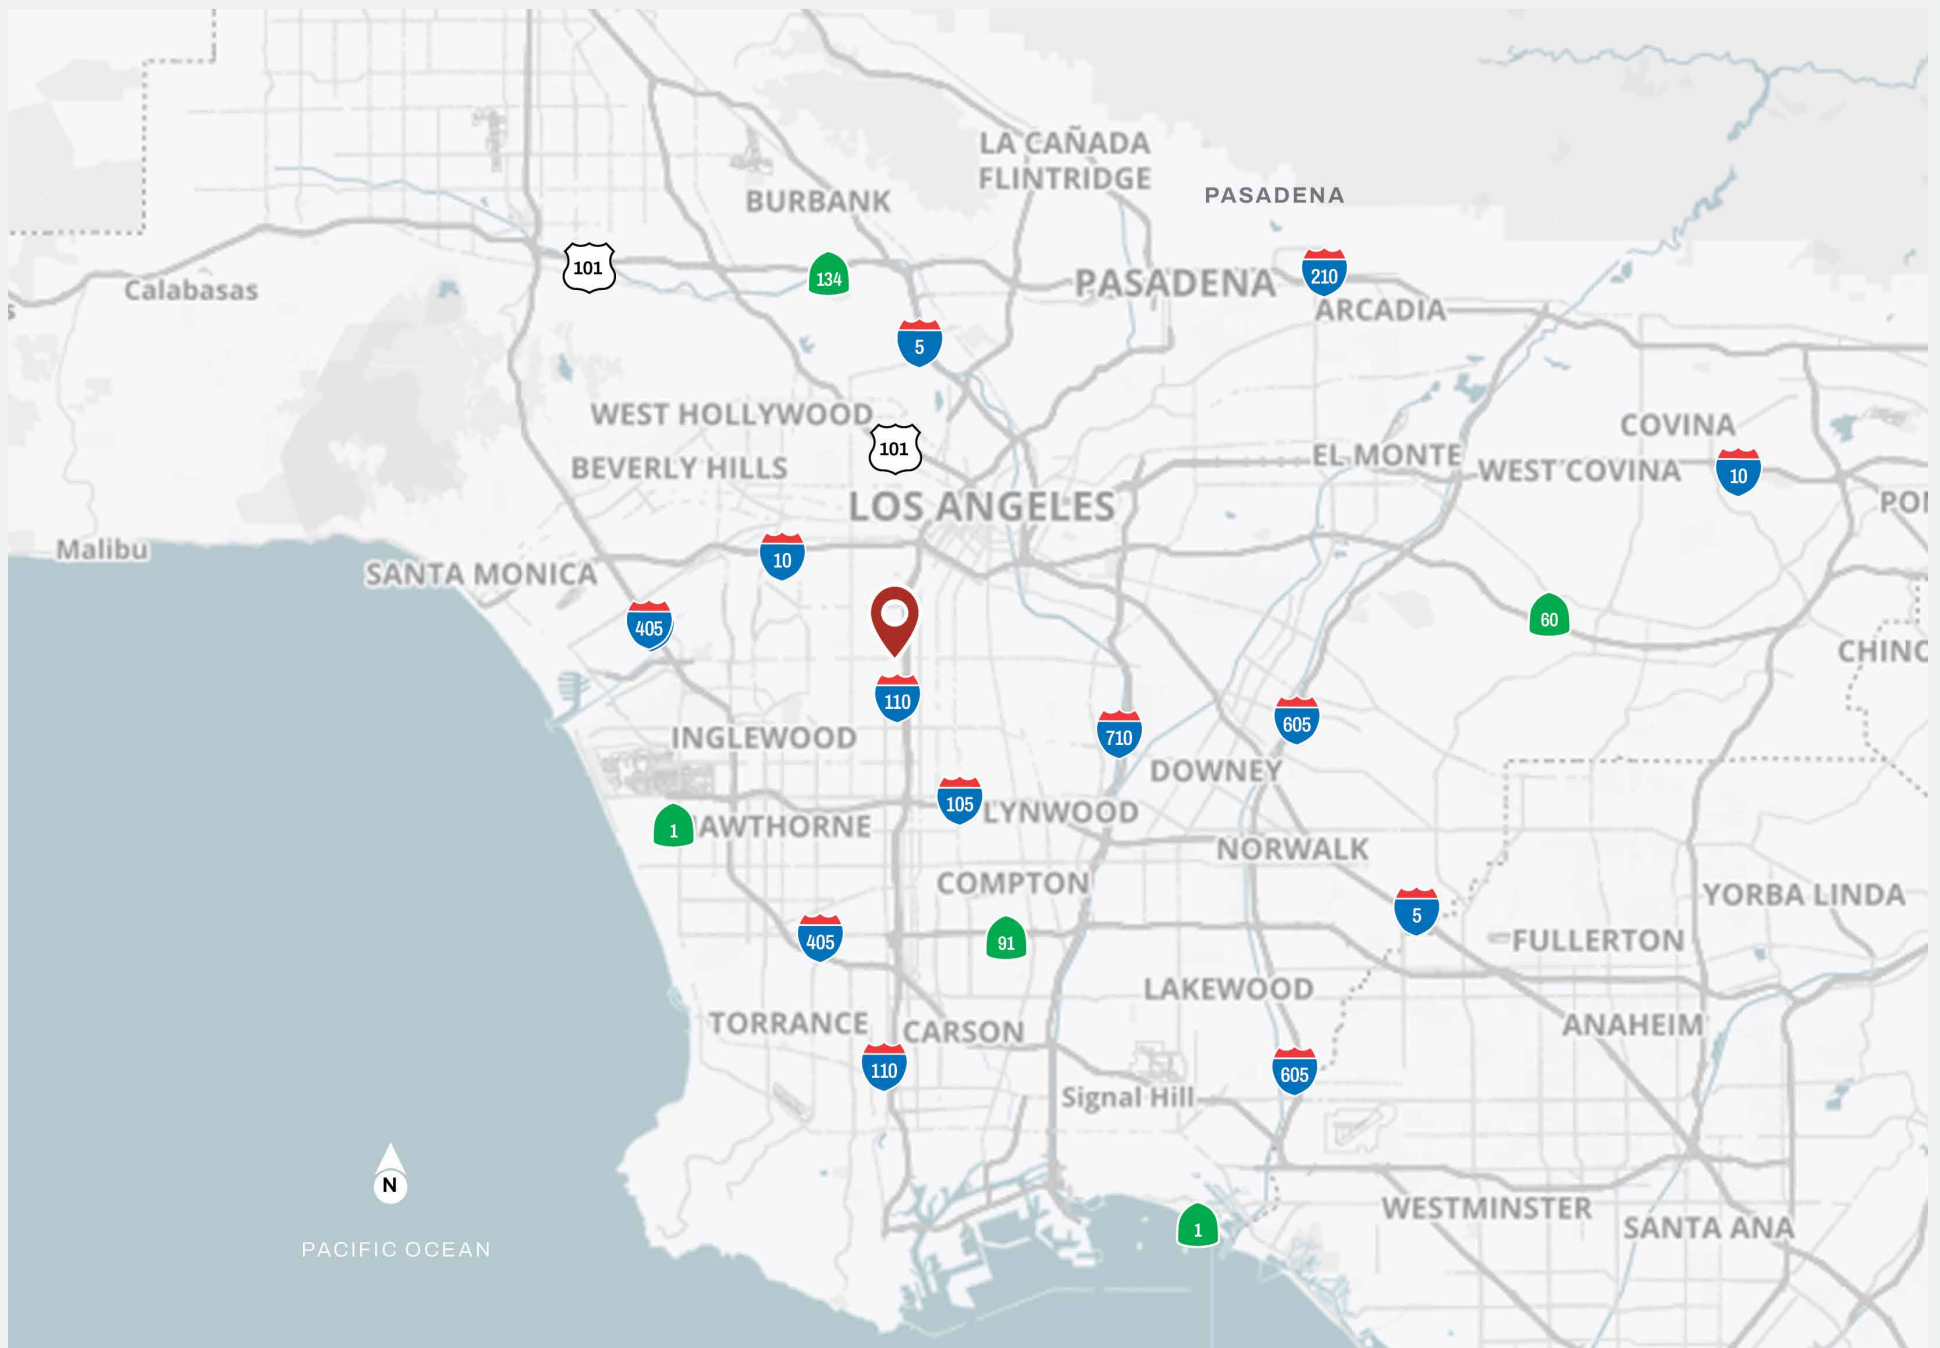 LA CAÑADA
FLINTRIDGE
PASADENA
BURBANK
101
134
210
PASADENA
Calabasas
ARCADIA
5
WEST HOLLYWOOD
COVINA
101
EL MONTE
BEVERLY HILLS
WEST COVINA
10
LOS ANGELES
Malibu
10
SANTA MONICA
405
60
110
605
710
INGLEWOOD
DOWNEY
105
LYNWOOD
1
AWTHORNE
NORWALK
COMPTON
YORBA LINDA
5
405
91
FULLERTON
LAKEWOOD
TORRANCE
CARSON
ANAHEIM
110
605
Signal Hill
N
WESTMINSTER
SANTA ANA
1
PACIFIC OCEAN